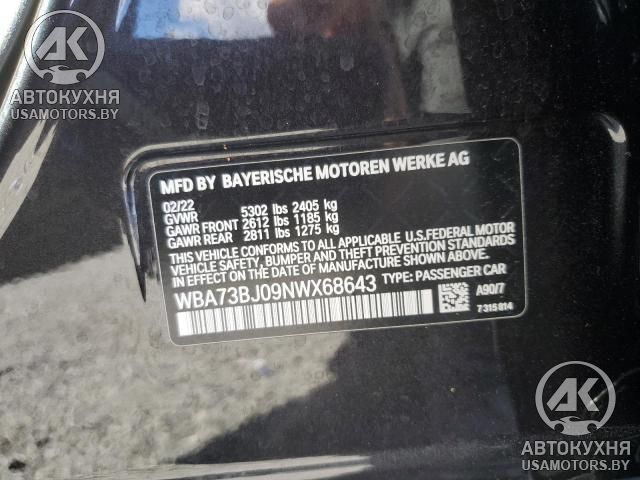 AK
АВТОКУХНЯ
USAMOTORS.BY
MFD BY BAYERISCHE MOTOREN WERKE AG
02/22
GVWR 5302 lbs 2405 kg
GAWR FRONT 2612 lbs 1185 kg
GAWR REAR 2811 lbs 1275 kg
THIS VEHICLE CONFORMS TO ALL APPLICABLE U.S.FEDERAL MOTOR
VEHICLE SAFETY, BUMPER AND THEFT PREVENTION STANDARDS
IN EFFECT ON THE DATE OF MANUFACTURE SHOWN ABOVE.
WBA73BJ09NWX68643 TYPE: PASSENGER CAR
A90/7
7315814
AK
АВТОКУХНЯ
USAMOTORS.BY